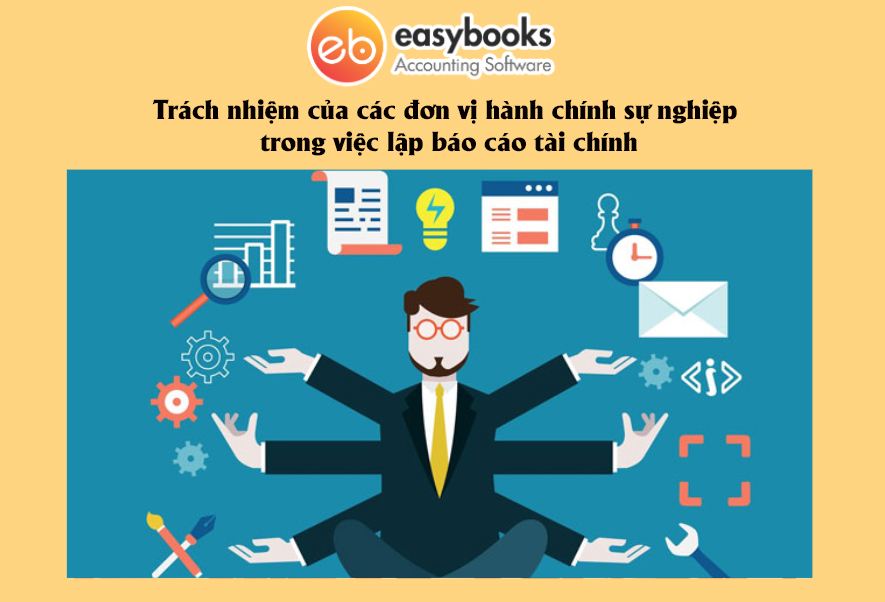 eb
easybooks
Accounting Software
Trách nhiệm của các đơn vị hành chính sự nghiệp
trong việc lập báo cáo tài chính
<i>